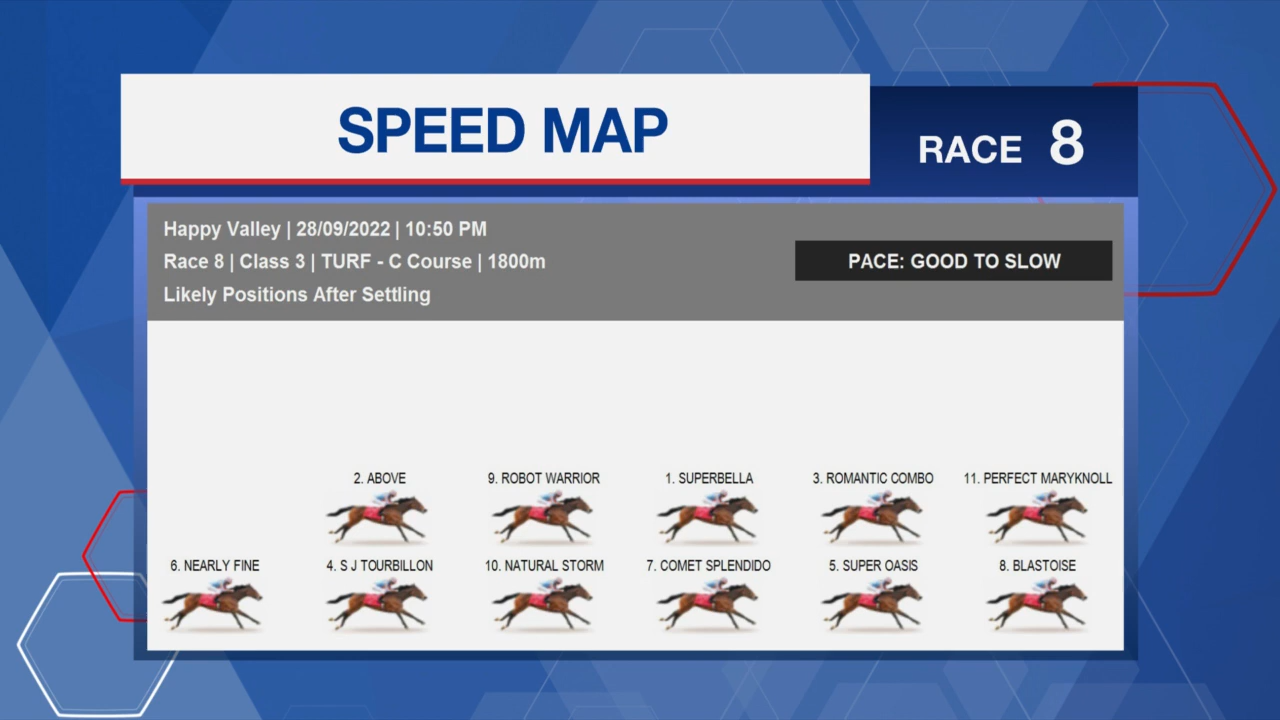 SPEED MAP
RACE 8
Happy Valley | 28/09/2022 | 10:50 PM
Race 8 | Class 3 | TURF - C Course | 1800m
PACE: GOOD TO SLOW
Likely Positions After Settling
2. ABOVE
9. ROBOT WARRIOR
1. SUPERBELLA
3. ROMANTIC COMBO
11. PERFECT MARYKNOLL
6. NEARLY FINE
4. S J TOURBILLON
10. NATURAL STORM
7. COMET SPLENDIDO
5. SUPER OASIS
8. BLASTOISE